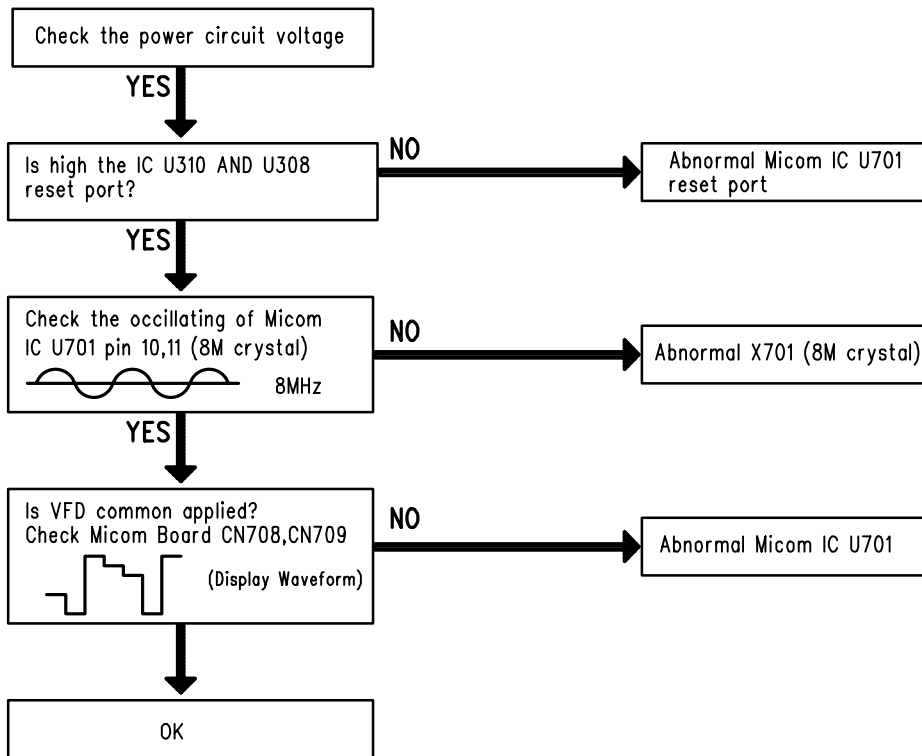 Check the power circuit voltage
YES
Is high the IC U310 AND U308
reset port?
NO
Abnormal Micom IC U701
reset port
YES
Check the occillating of Micom
IC U701 pin 10,11 (8M crystal)
8MHz
NO
Abnormal X701 (8M crystal)
YES
Is VFD common applied?
Check Micom Board CN708,CN709
(Display Waveform)
NO
Abnormal Micom IC U701
OK